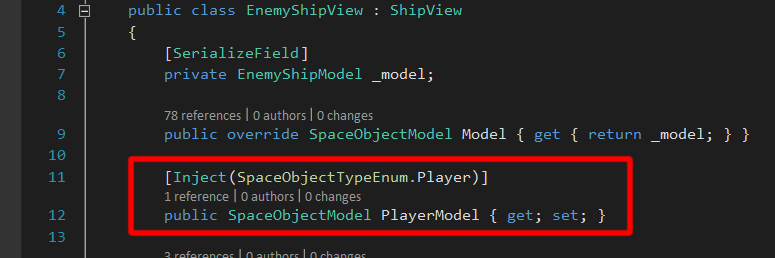 4 public class EnemyShipView : ShipView
5 {
6 [SerializeField]
7 private EnemyShipModel _model;
8
78 references | 0 authors | 0 changes
9 public override SpaceObjectModel Model { get { return _model; } }
10
11 [Inject(SpaceObjectTypeEnum.Player)]
1 reference | 0 authors | 0 changes
12 public SpaceObjectModel PlayerModel { get; set; }
13
3 references | 0 authors | 0 changes